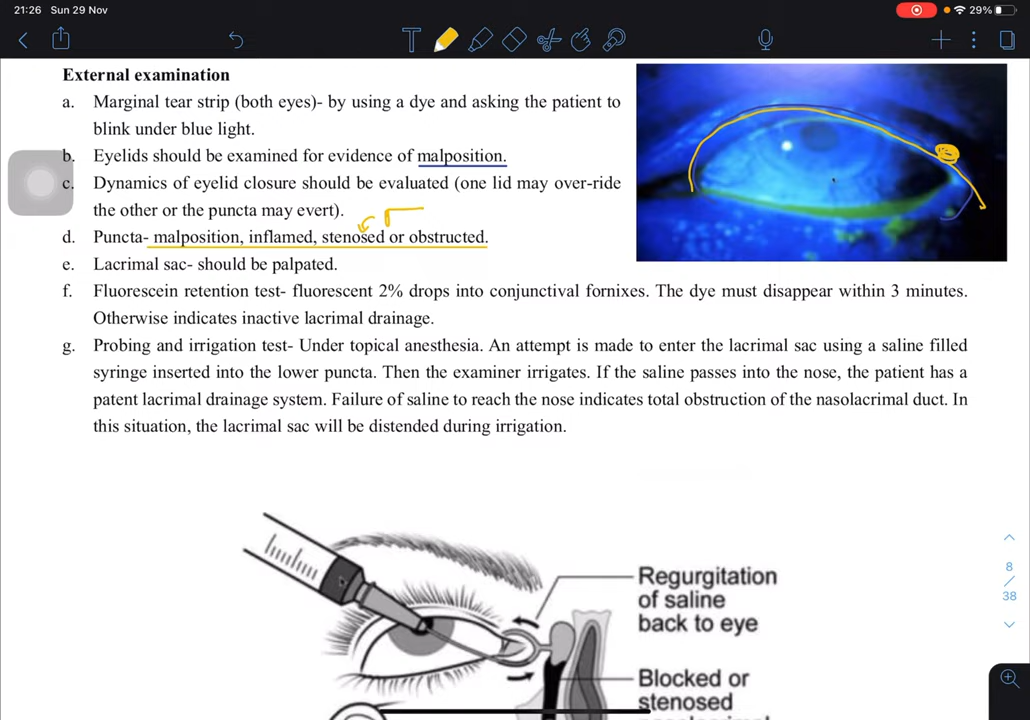 21:26 Sun 29 Nov
29%
T
External examination
a. Marginal tear strip (both eyes)- by using a dye and asking the patient to
blink under blue light.
b. Eyelids should be examined for evidence of malposition.
c. Dynamics of eyelid closure should be evaluated (one lid may over-ride
the other or the puncta may evert).
d. Puncta- malposition, inflamed, stenosed or obstructed.
e. Lacrimal sac- should be palpated.
f. Fluorescein retention test- fluorescent 2% drops into conjunctival fornixes. The dye must disappear within 3 minutes.
Otherwise indicates inactive lacrimal drainage.
g. Probing and irrigation test- Under topical anesthesia. An attempt is made to enter the lacrimal sac using a saline filled
syringe inserted into the lower puncta. Then the examiner irrigates. If the saline passes into the nose, the patient has a
patent lacrimal drainage system. Failure of saline to reach the nose indicates total obstruction of the nasolacrimal duct. In
this situation, the lacrimal sac will be distended during irrigation.
8
/
38
Regurgitation
of saline
back to eye
Blocked or
stenosed